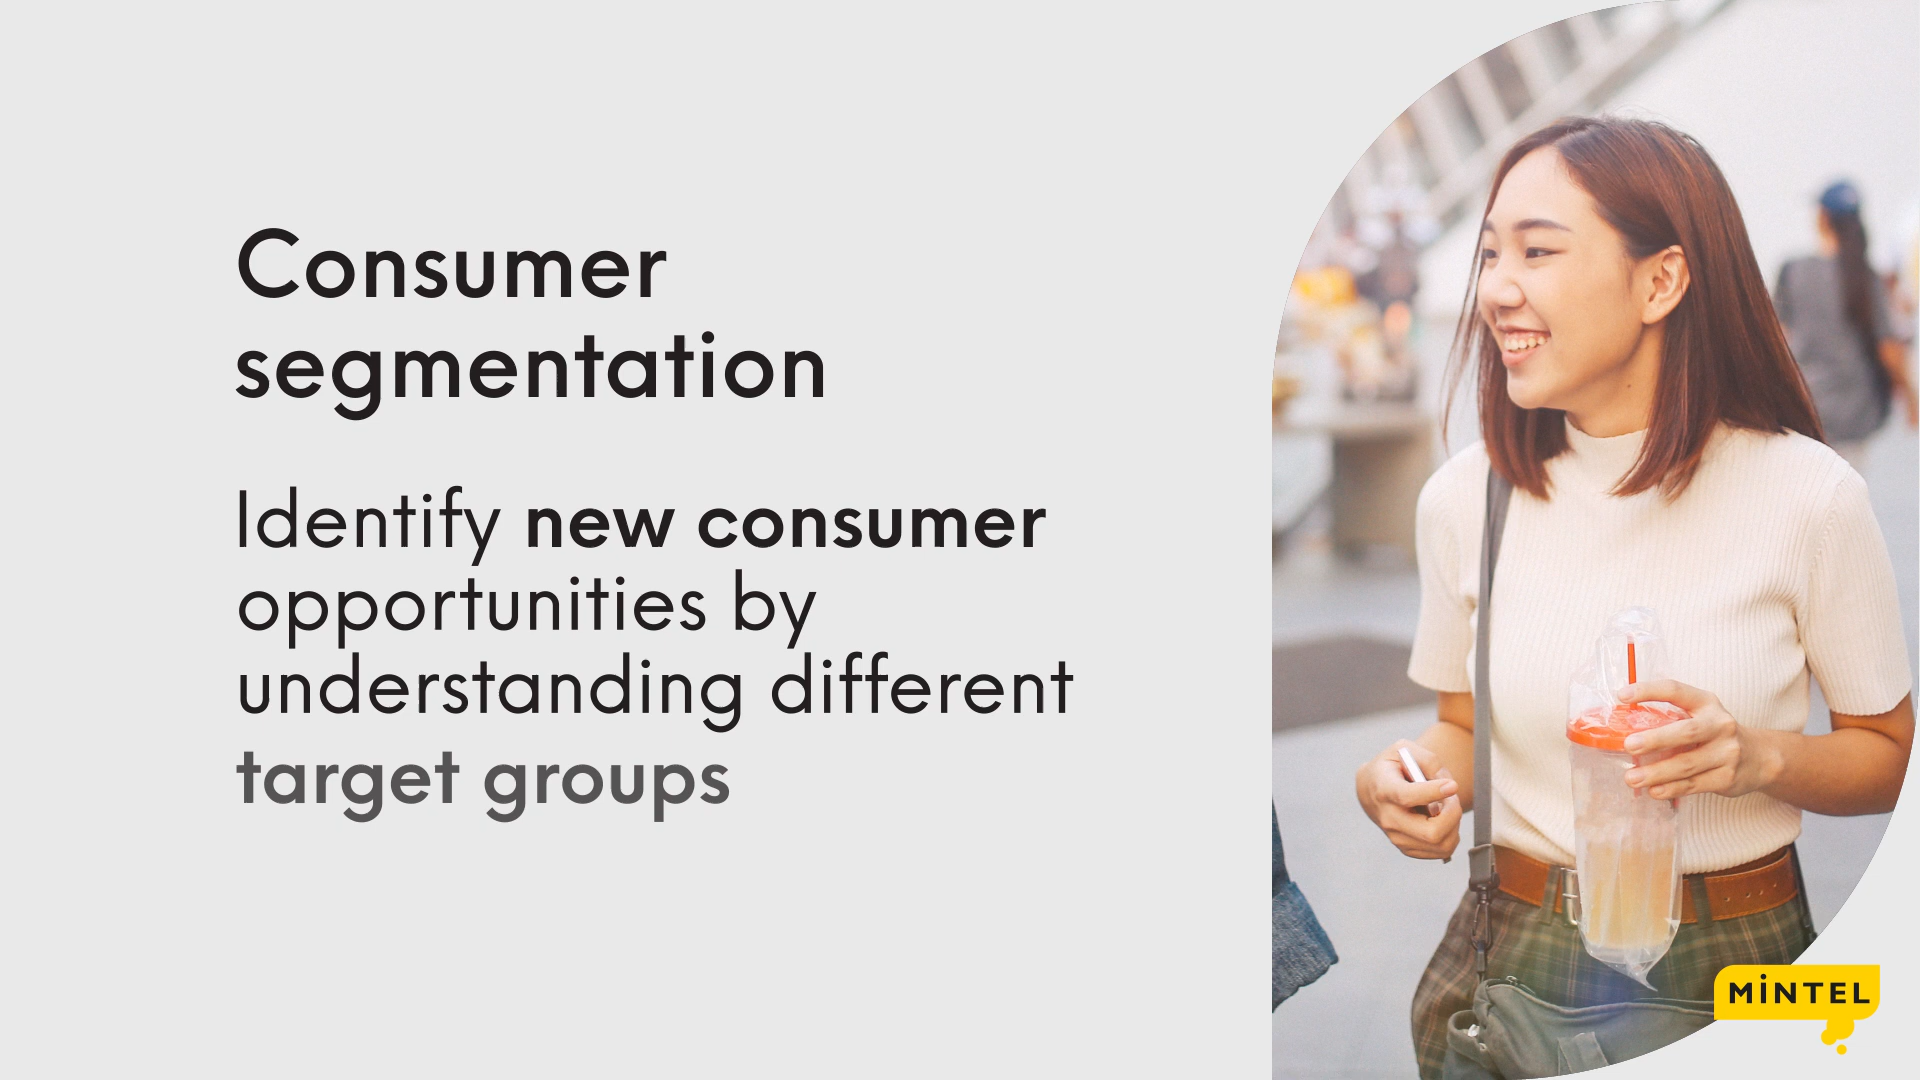 Consumer
segmentation
Identify new consumer
opportunities by
understanding different
target groups
MiNTEL